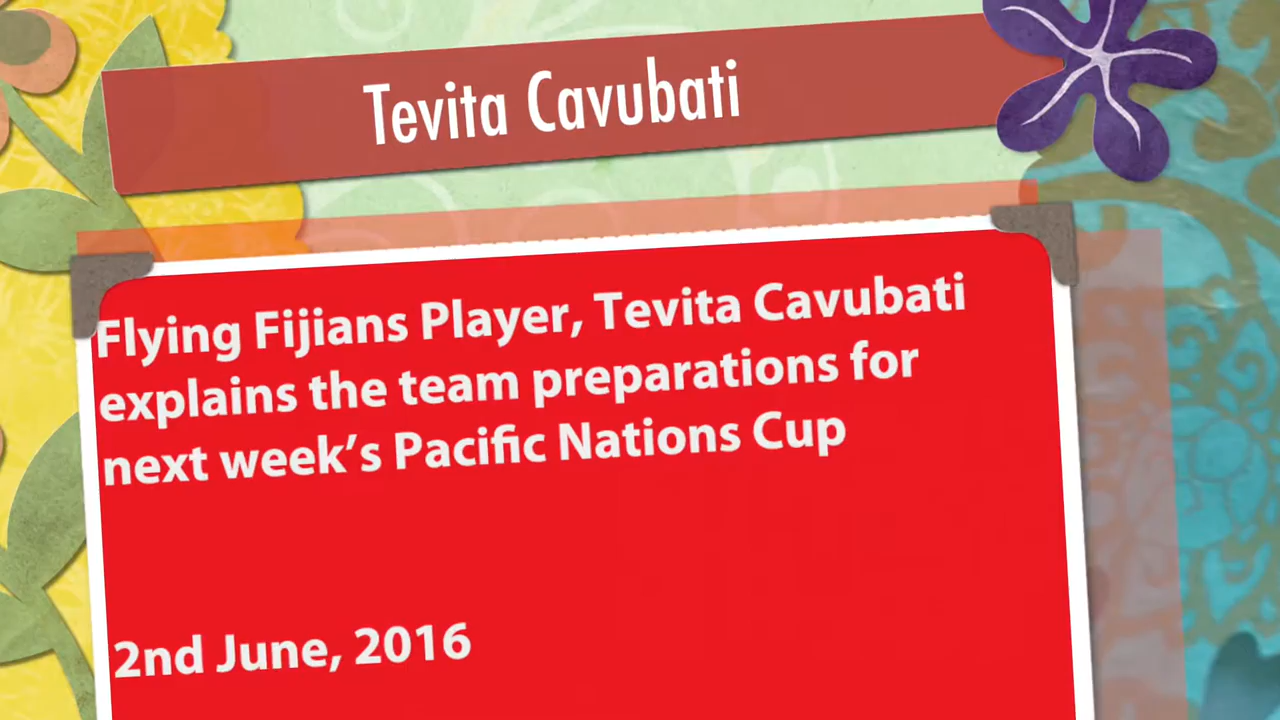 Tevita Cavubati
Flying Fijians Player, Tevita Cavubati
explains the team preparations for
next week’s Pacific Nations Cup
2nd June, 2016